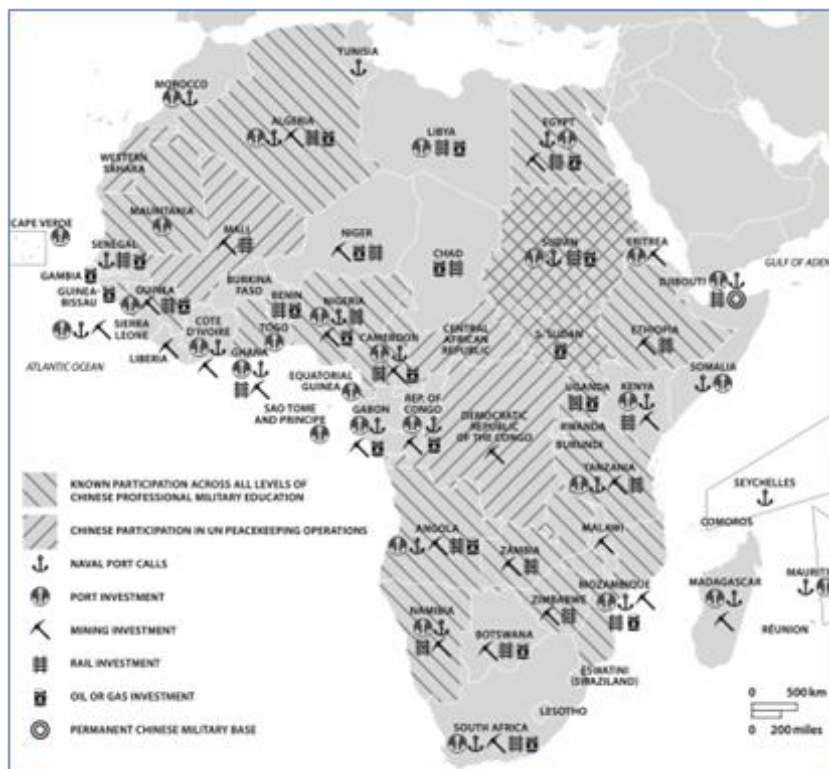 TUNISIA
MOROCCO
ALGERIA
LIBYA
EGYPT
WESTERN
SAHARA
MAURITANIA
CAPE VERDE
MALI
NIGER
SENEGAL
CHAD
SUDAN
ERITREA
GULF OF ADEN
GAMBIA
DJIBOUTI
GUINEA-
BISSAU
GUINEA
BURKINA
FASO
BENIN
NIGERIA
SIERRA
LEONE
COTE
D'IVOIRE
TOGO
CAMEROON
CENTRAL
AFRICAN
REPUBLIC
ETHIOPIA
LIBERIA
GHANA
S. SUDAN
ATLANTIC OCEAN
SOMALIA
EQUATORIAL
GUINEA
UGANDA
KENYA
SAO TOME
AND PRINCIPE
GABON
REP. OF
CONGO
DEMOCRATIC
REPUBLIC
OF THE CONGO
RWANDA
BURUNDI
TANZANIA
SEYCHELLES
COMOROS
ANGOLA
MALAWI
ZAMBIA
MOZAMBIQUE
MADAGASCAR
MAURITI
ZIMBABWE
NAMIBIA
BOTSWANA
RÉUNION
ESWATINI
(SWAZILAND)
LESOTHO
SOUTH AFRICA
KNOWN PARTICIPATION ACROSS ALL LEVELS OF
CHINESE PROFESSIONAL MILITARY EDUCATION
CHINESE PARTICIPATION IN UN PEACEKEEPING OPERATIONS
NAVAL PORT CALLS
PORT INVESTMENT
MINING INVESTMENT
RAIL INVESTMENT
OIL OR GAS INVESTMENT
PERMANENT CHINESE MILITARY BASE
0 500 km
0 200 miles